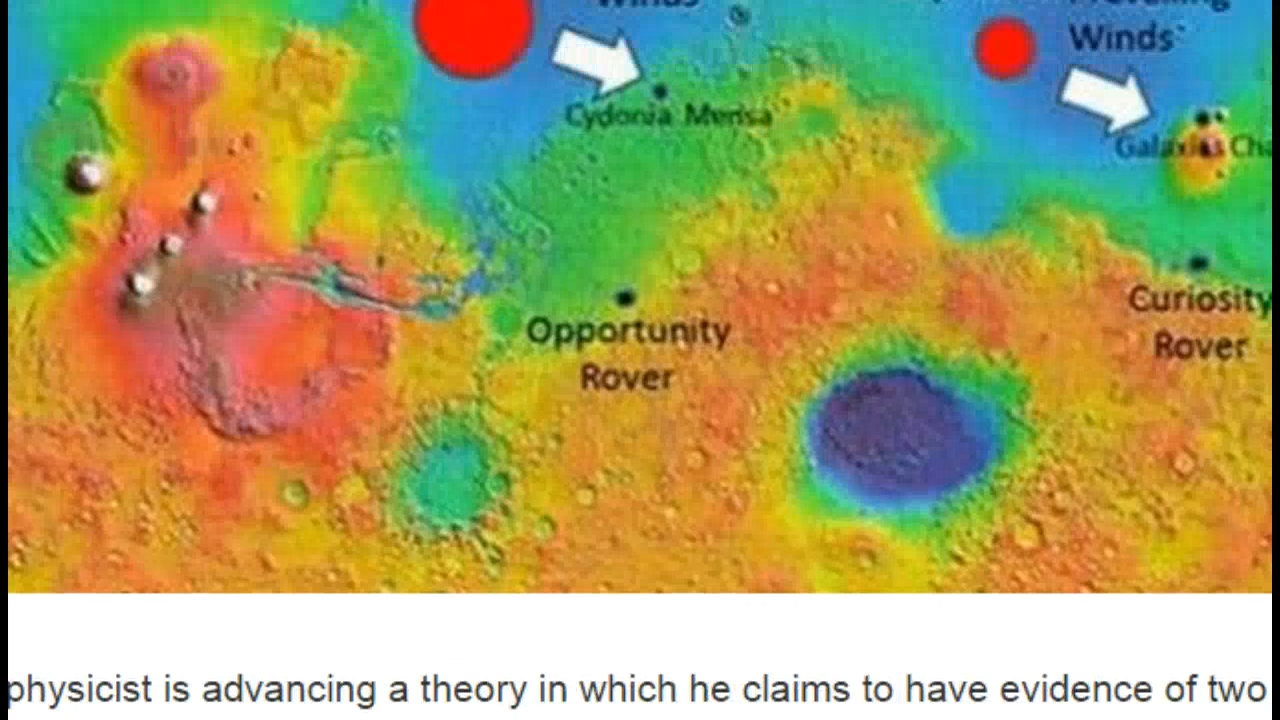 Winds
Winds`
Cydonia Mensa
Opportunity
Rover
Curiosity
Rover
physicist is advancing a theory in which he claims to have evidence of two